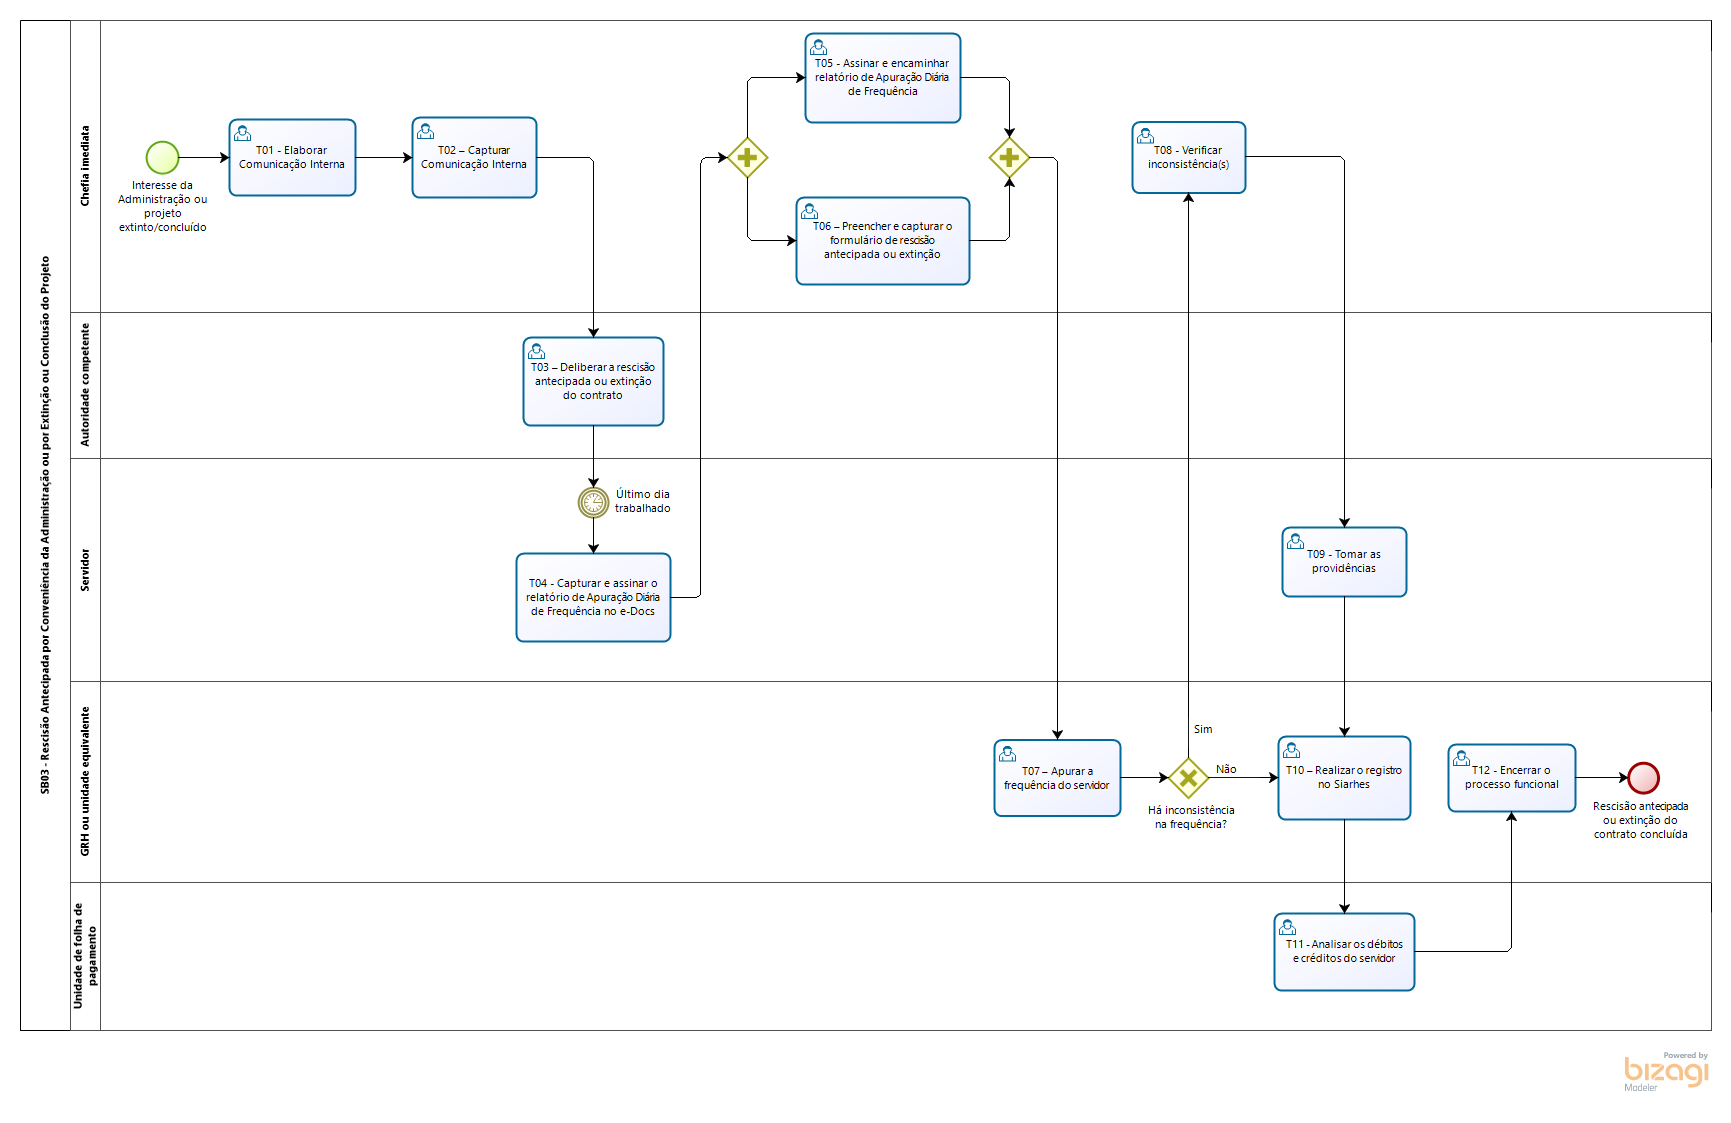 SB03 - Rescisão Antecipada por Conveniência da Administração ou por Extinção ou Conclusão do Projeto
Chefia imediata
Interesse da
Administração ou
projeto
extinto/concluído
T01 - Elaborar
Comunicação Interna
T02 – Capturar
Comunicação Interna
T05 - Assinar e encaminhar
relatório de Apuração Diária
de Frequência
T06 – Preencher e capturar o
formulário de rescisão
antecipada ou extinção
T08 - Verificar
inconsistência(s)
Autoridade competente
T03 – Deliberar a rescisão
antecipada ou extinção
do contrato
Servidor
Último dia
trabalhado
T04 - Capturar e assinar o
relatório de Apuração Diária
de Frequência no e-Docs
T09 - Tomar as
providências
GRH ou unidade equivalente
T07 – Apurar a
frequência do servidor
Sim
Não
Há inconsistência
na frequência?
T10 – Realizar o registro
no Siarhes
T12 - Encerrar o
processo funcional
Rescisão antecipada
ou extinção do
contrato concluída
Unidade de folha de
pagamento
T11 - Analisar os débitos
e créditos do servidor
Powered by
bizagi
Modeler